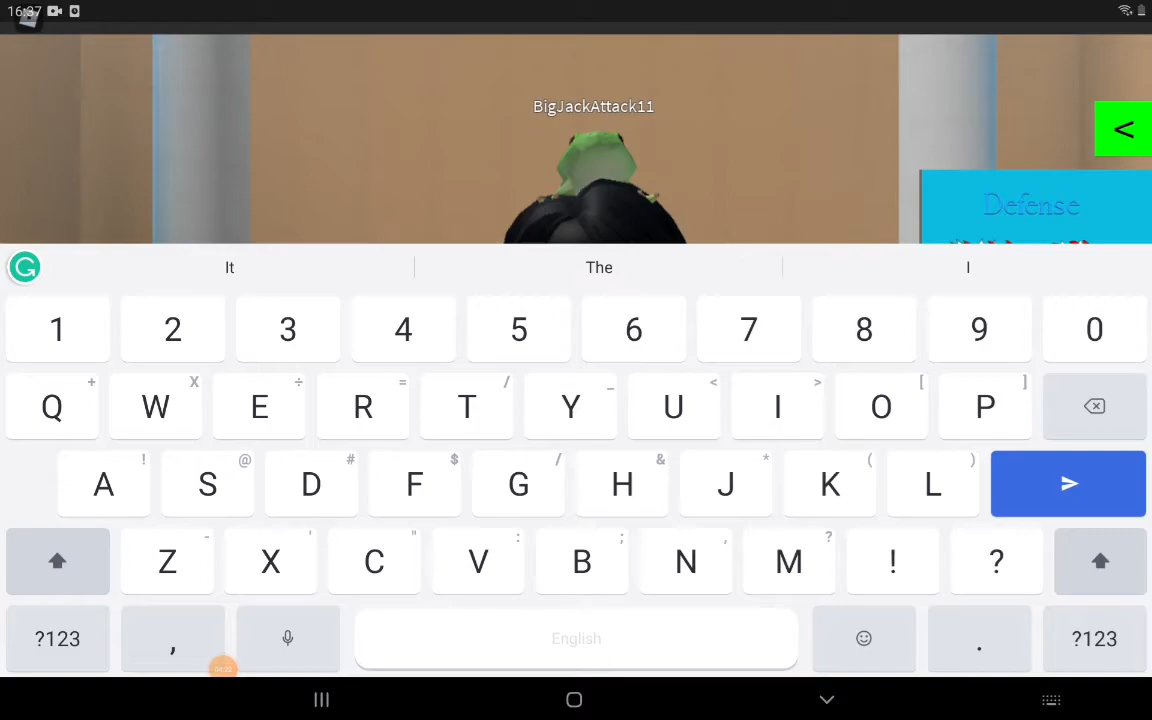 16:37
BigJackAttack11
<
Defense
It The I
1 2 3 4 5 6 7 8 9 0
+ X ÷ = / _ < > [ ]
Q W E R T Y U I O P
! @ # $ / & * ( )
A S D F G H J K L
- ' " : ; , ?
Z X C V B N M ! ?
?123 , English . ?123